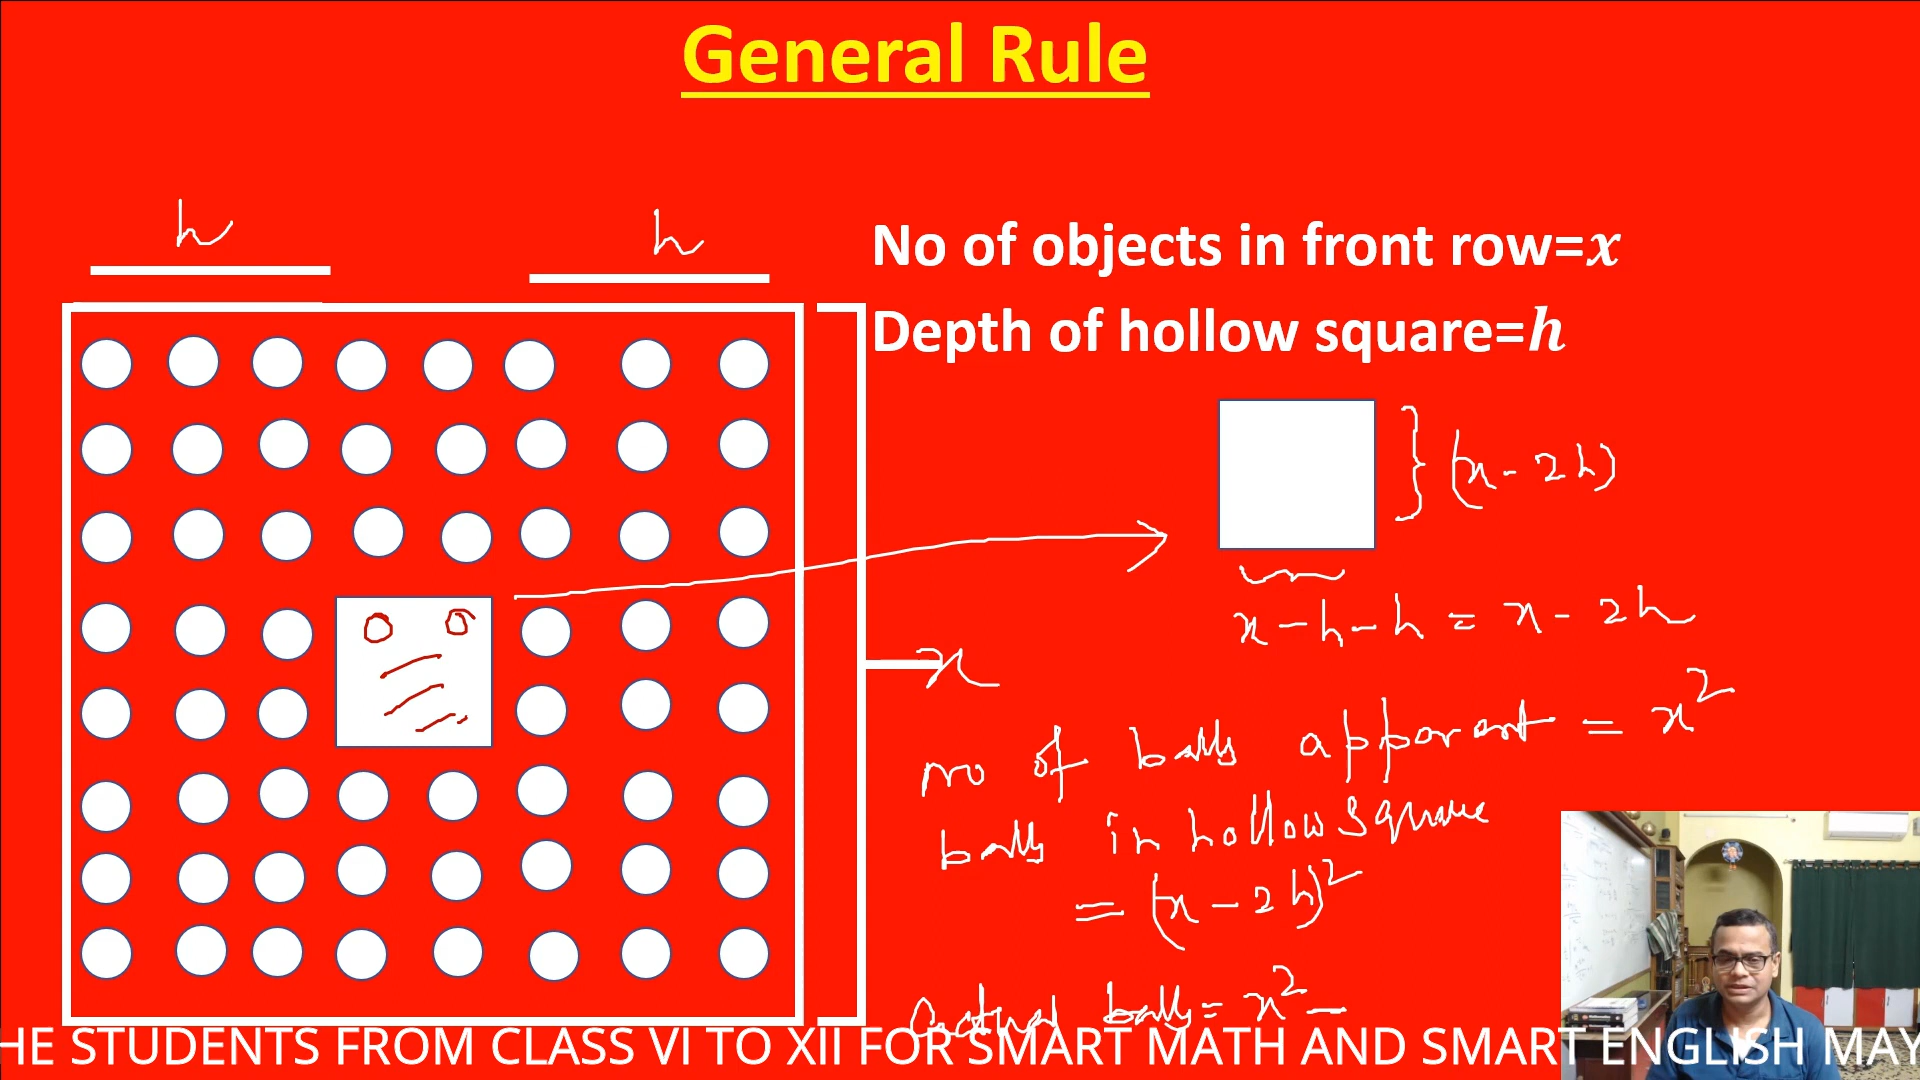 General Rule
h
h
No of objects in front row=x
Depth of hollow square=h
(x-2h)
x-h-h = x-2h
x
no of balls apparent = x²
balls in hollow square
= (x-2h)²
actual balls = x² -
HE STUDENTS FROM CLASS VI TO XII FOR SMART MATH AND SMART ENGLISH MAY